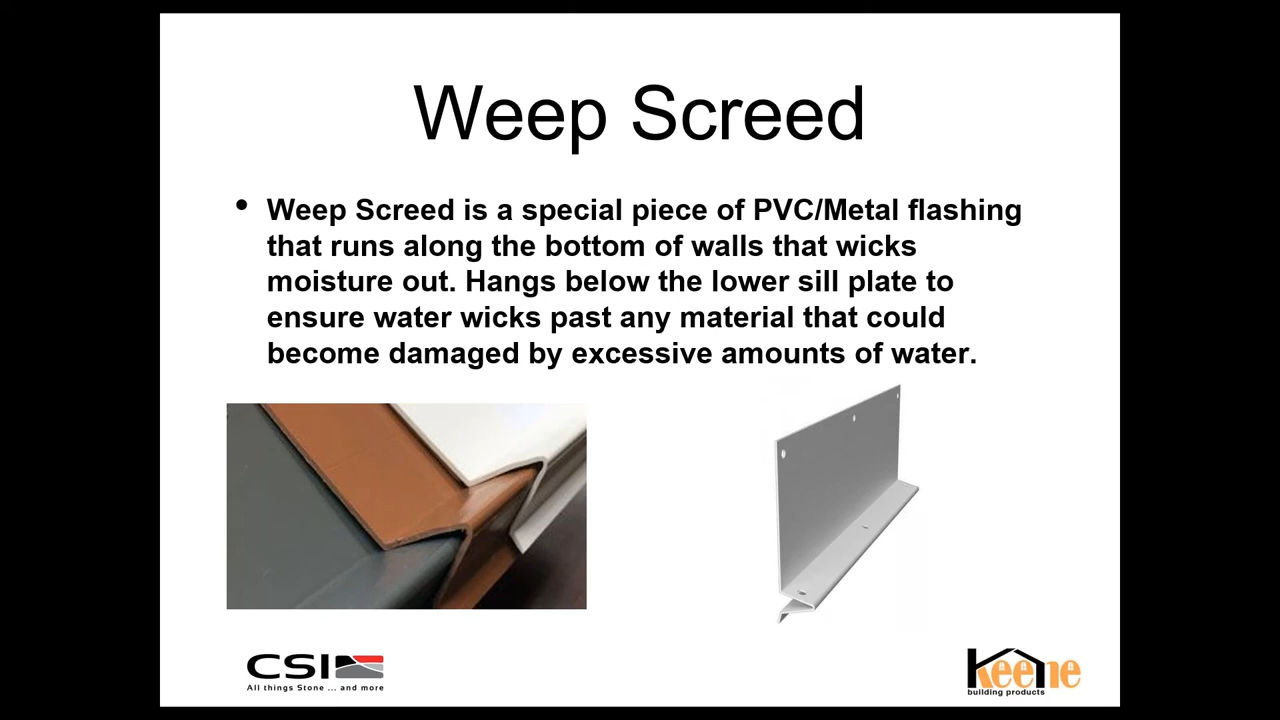 Weep Screed
• Weep Screed is a special piece of PVC/Metal flashing
that runs along the bottom of walls that wicks
moisture out. Hangs below the lower sill plate to
ensure water wicks past any material that could
become damaged by excessive amounts of water.
CSI
All things Stone ... and more
keene
building products